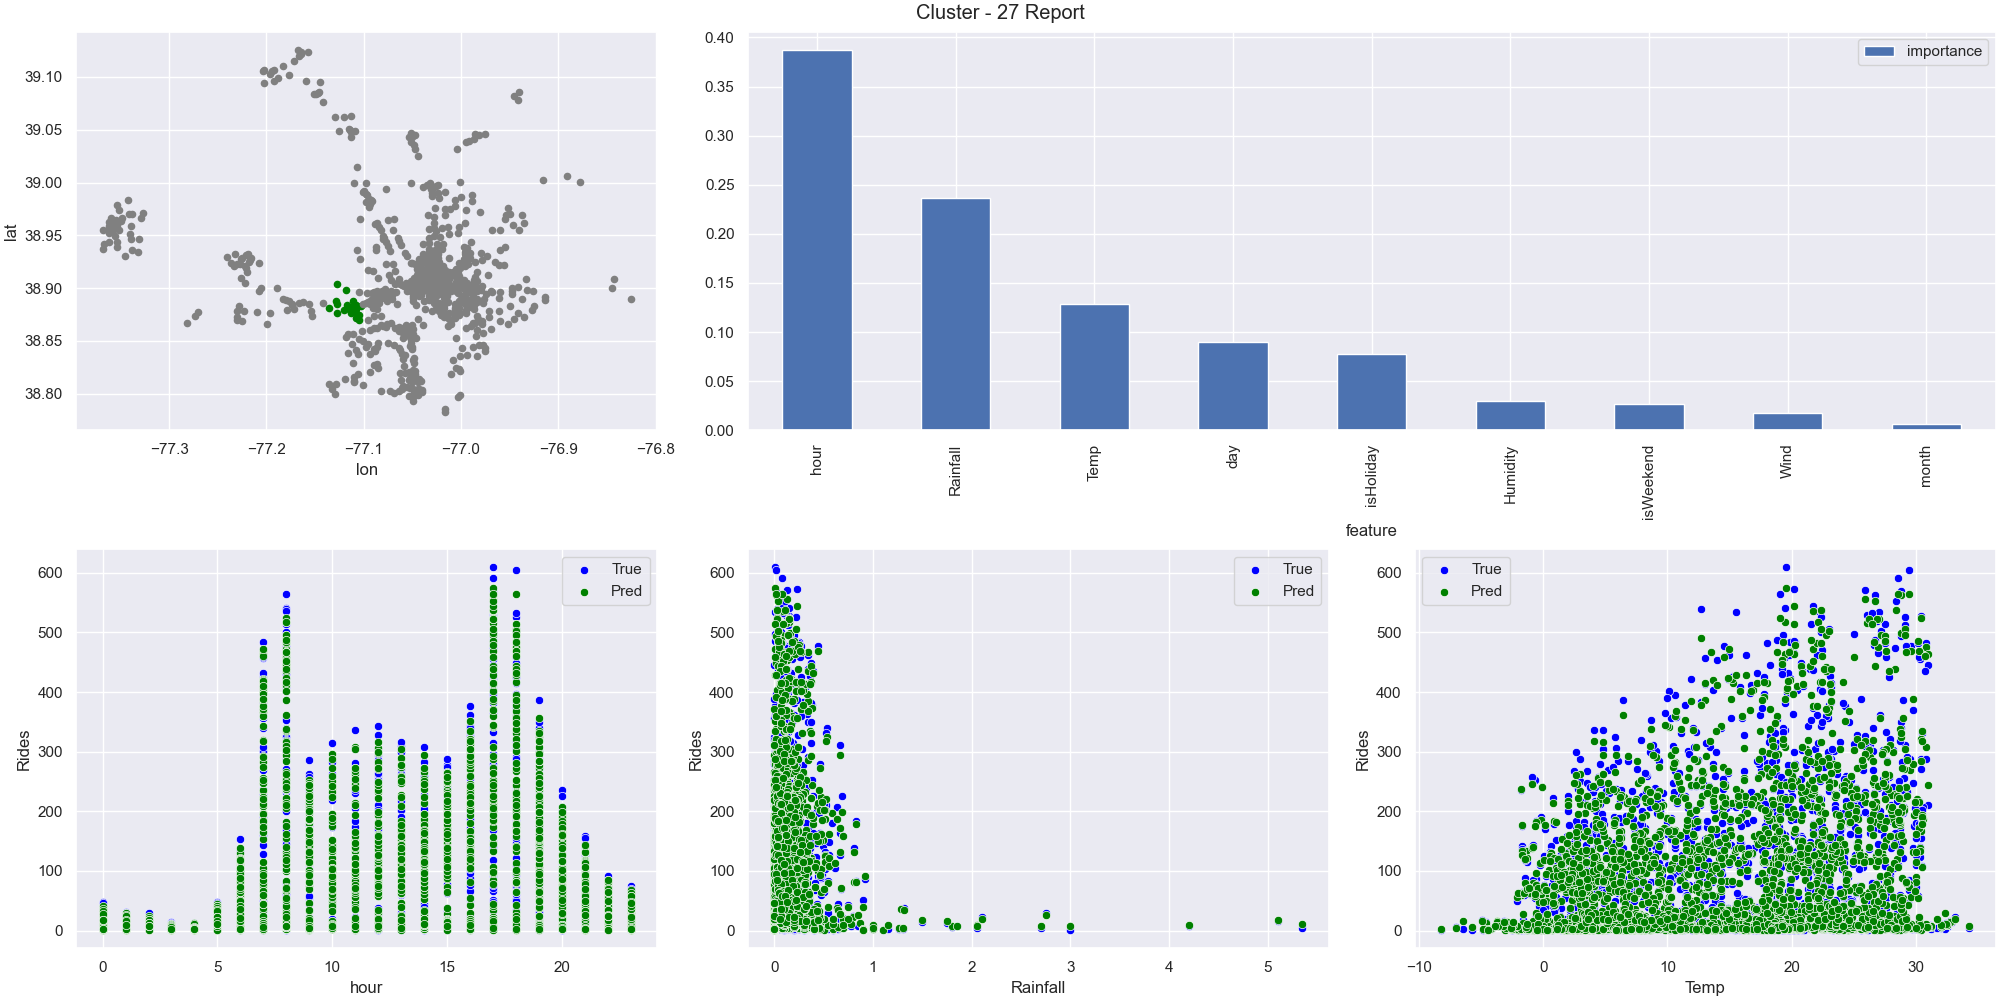 Cluster - 27 Report
39.10
39.05
39.00
38.95
38.90
38.85
38.80
lat
−77.3
−77.2
−77.1
−77.0
−76.9
−76.8
lon
0.40
0.35
0.30
0.25
0.20
0.15
0.10
0.05
0.00
importance
hour
Rainfall
Temp
day
isHoliday
Humidity
isWeekend
Wind
month
feature
600
500
400
300
200
100
0
Rides
True
Pred
0
5
10
15
20
hour
600
500
400
300
200
100
0
Rides
True
Pred
0
1
2
3
4
5
Rainfall
600
500
400
300
200
100
0
Rides
True
Pred
−10
0
10
20
30
Temp